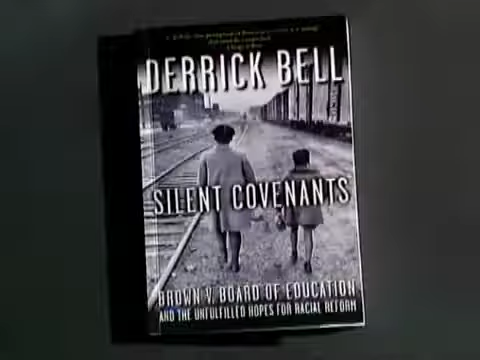 DERRICK BELL
SILENT COVENANTS
BROWN V. BOARD OF EDUCATION
AND THE UNFULFILLED HOPES FOR RACIAL REFORM